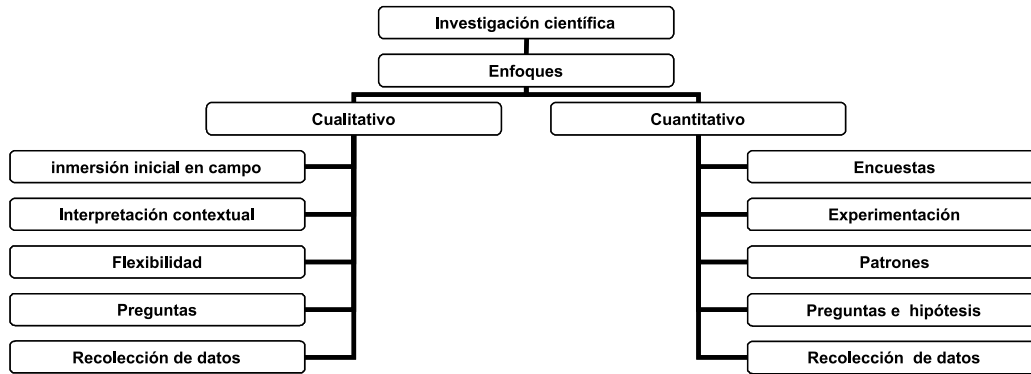 Investigación científica
Enfoques
Cualitativo
Cuantitativo
inmersión inicial en campo
Encuestas
Interpretación contextual
Experimentación
Flexibilidad
Patrones
Preguntas
Preguntas e hipótesis
Recolección de datos
Recolección de datos